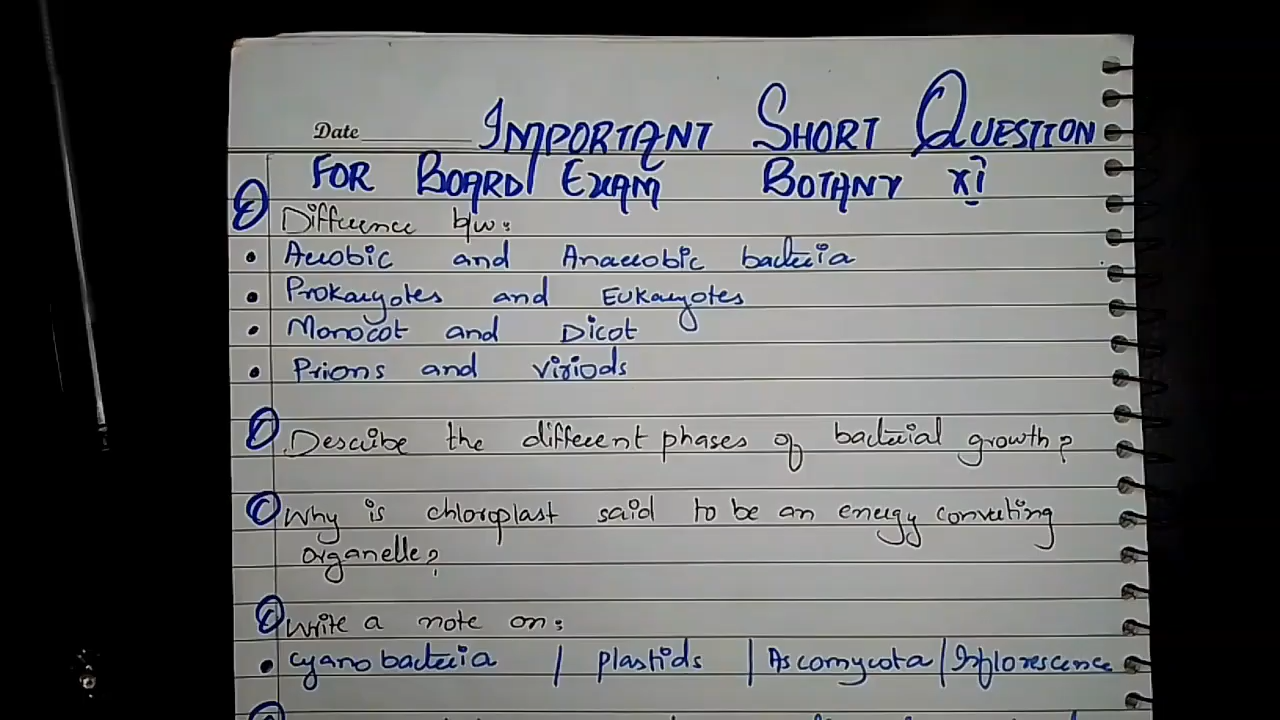 Date
IMPORTANT SHORT QUESTION
FOR BOARD EXAM BOTANY XI
Difference b/w:
• Aerobic and Anaerobic bacteria
• Prokaryotes and Eukaryotes
• Monocot and Dicot
• Prions and Viriods
Describe the different phases of bacterial growth?
Why is chloroplast said to be an energy converting
organelle?
Write a note on:
• Cyanobacteria | plastids | Ascomycota | Inflorescence